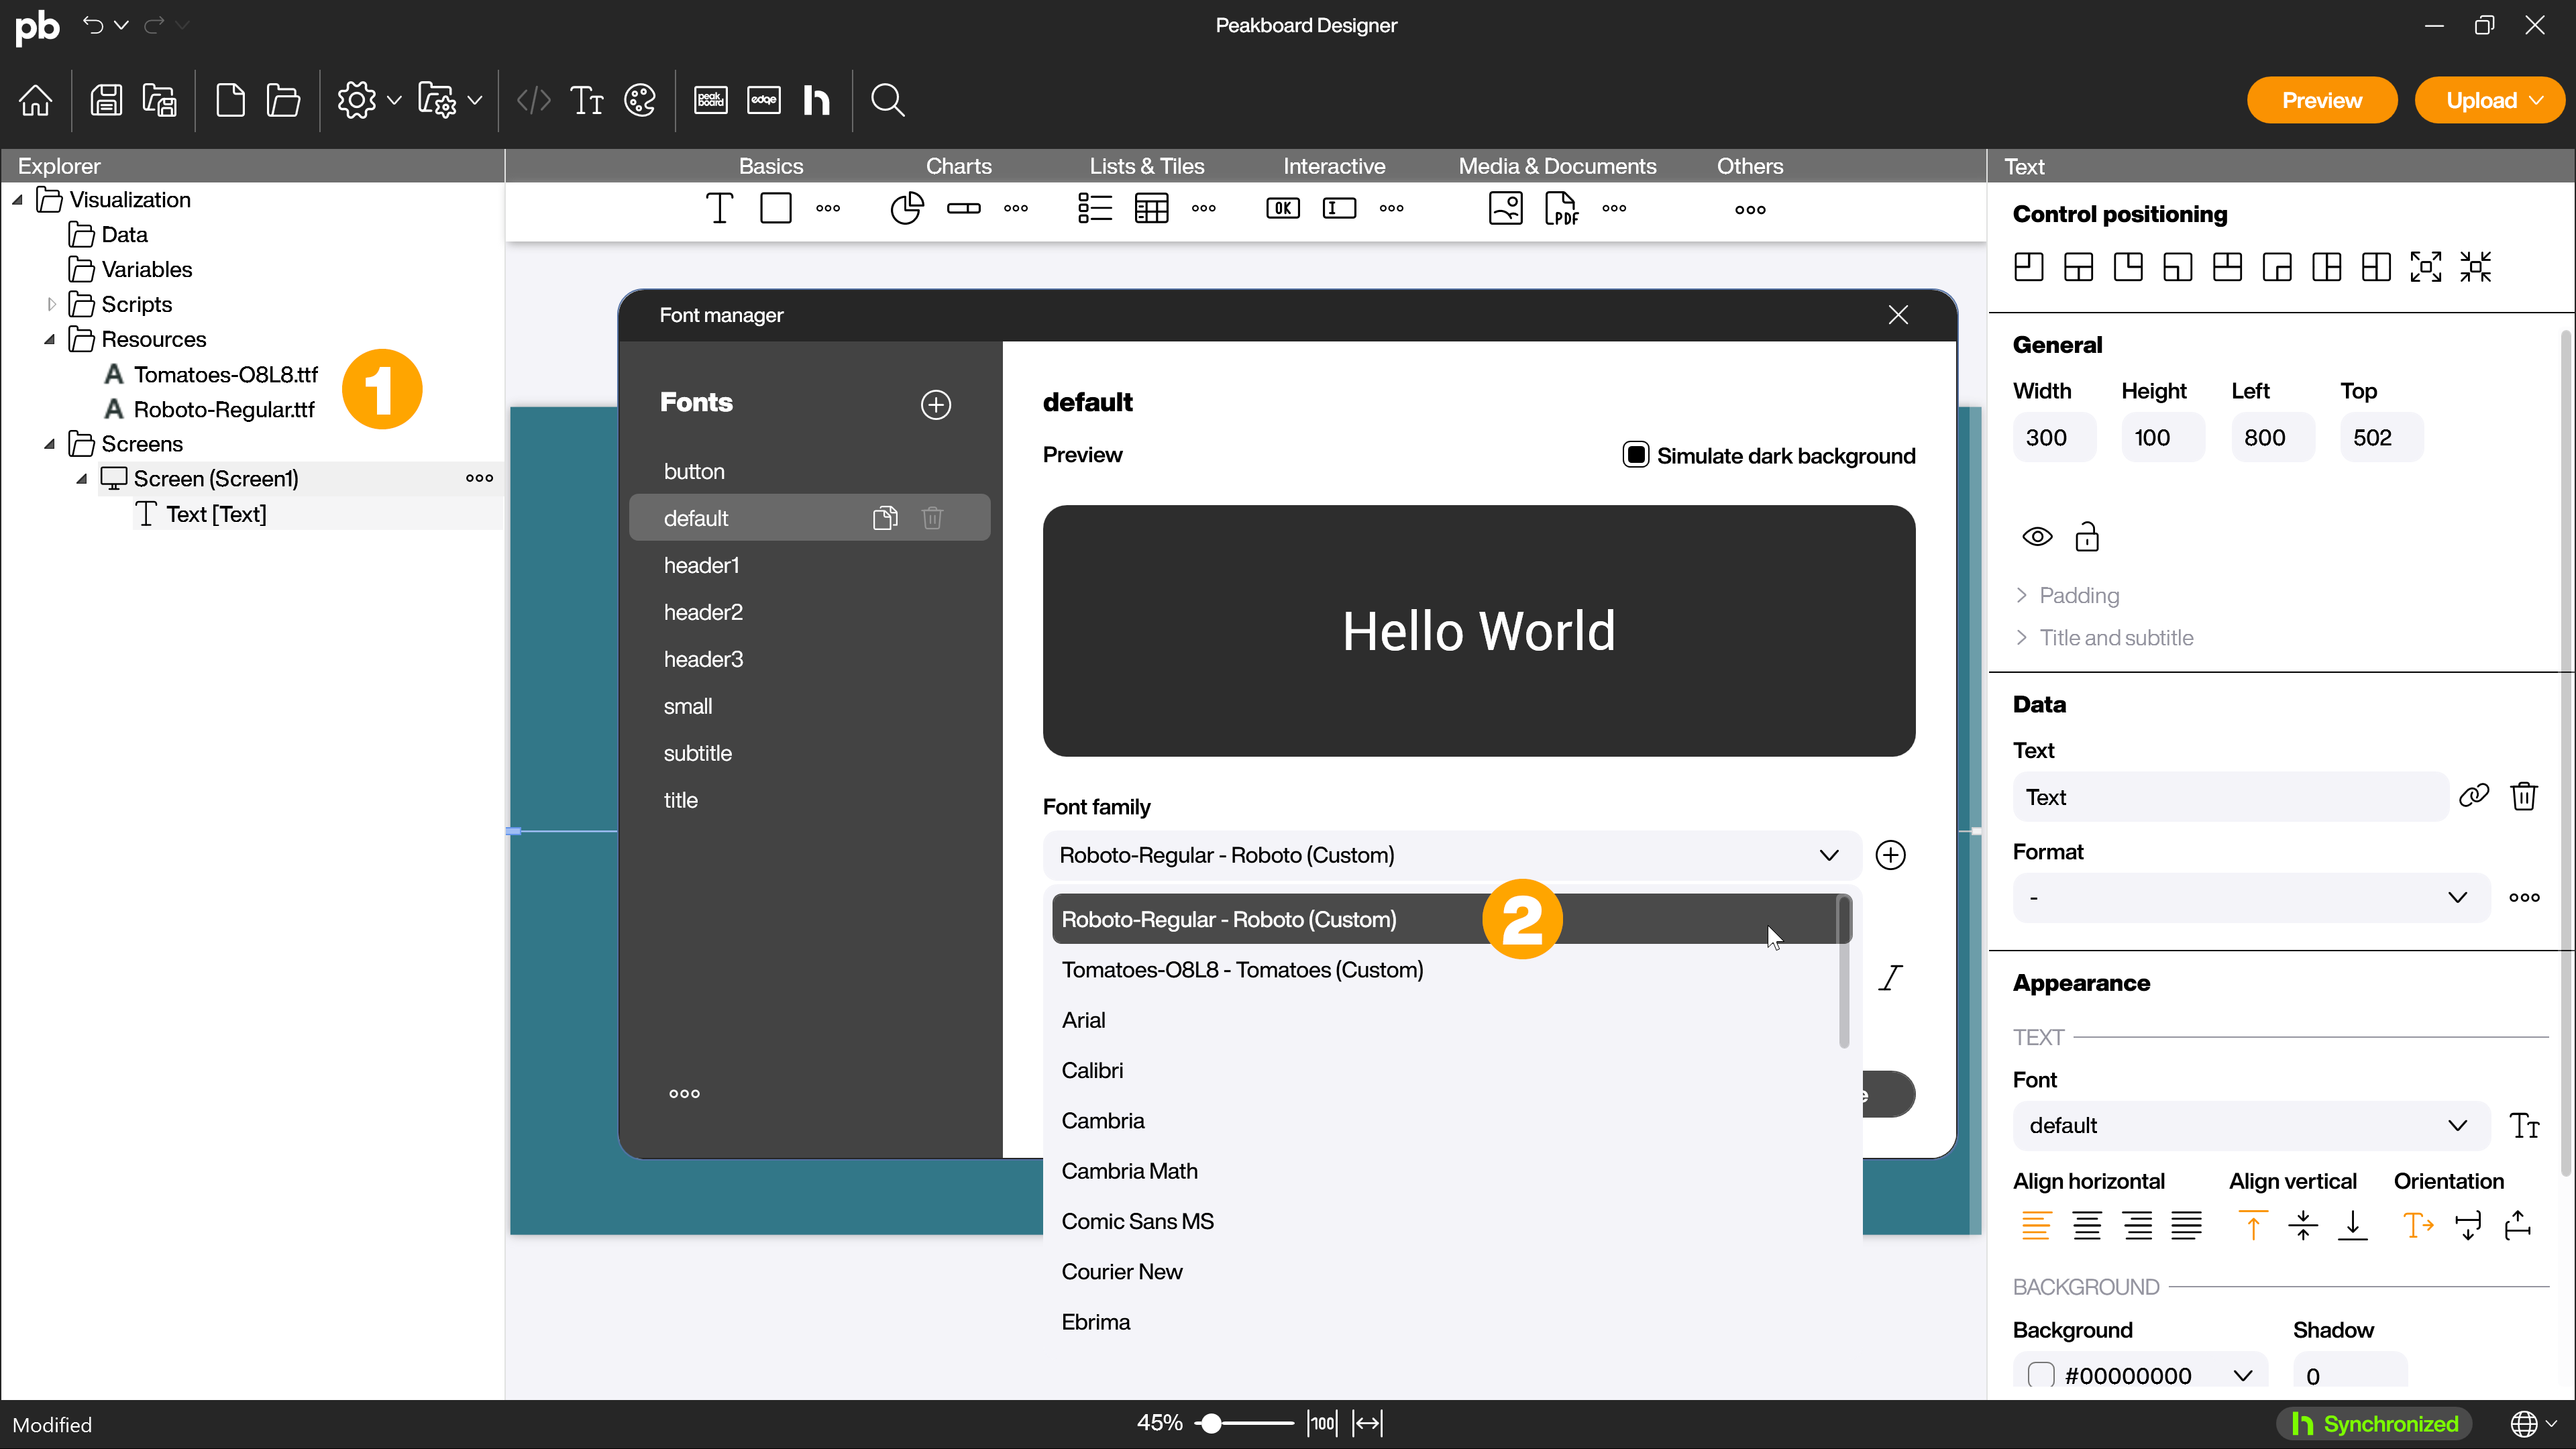 pb
Peakboard Designer
peak board
edge
h
Preview
Upload
Explorer
Basics
Charts
Lists & Tiles
Interactive
Media & Documents
Others
Text
OK
PDF
Visualization
Data
Variables
Scripts
Resources
Tomatoes-O8L8.ttf
Roboto-Regular.ttf
1
Screens
Screen (Screen1)
Text [Text]
Font manager
Fonts
button
default
header1
header2
header3
small
subtitle
title
default
Preview
Simulate dark background
Hello World
Font family
Roboto-Regular - Roboto (Custom)
Roboto-Regular - Roboto (Custom)
2
Tomatoes-O8L8 - Tomatoes (Custom)
Arial
Calibri
Cambria
Cambria Math
Comic Sans MS
Courier New
Ebrima
Control positioning
General
Width
Height
Left
Top
300
100
800
502
Padding
Title and subtitle
Data
Text
Text
Format
-
Appearance
TEXT
Font
default
Align horizontal
Align vertical
Orientation
BACKGROUND
Background
Shadow
#00000000
0
Modified
45%
100
Synchronized